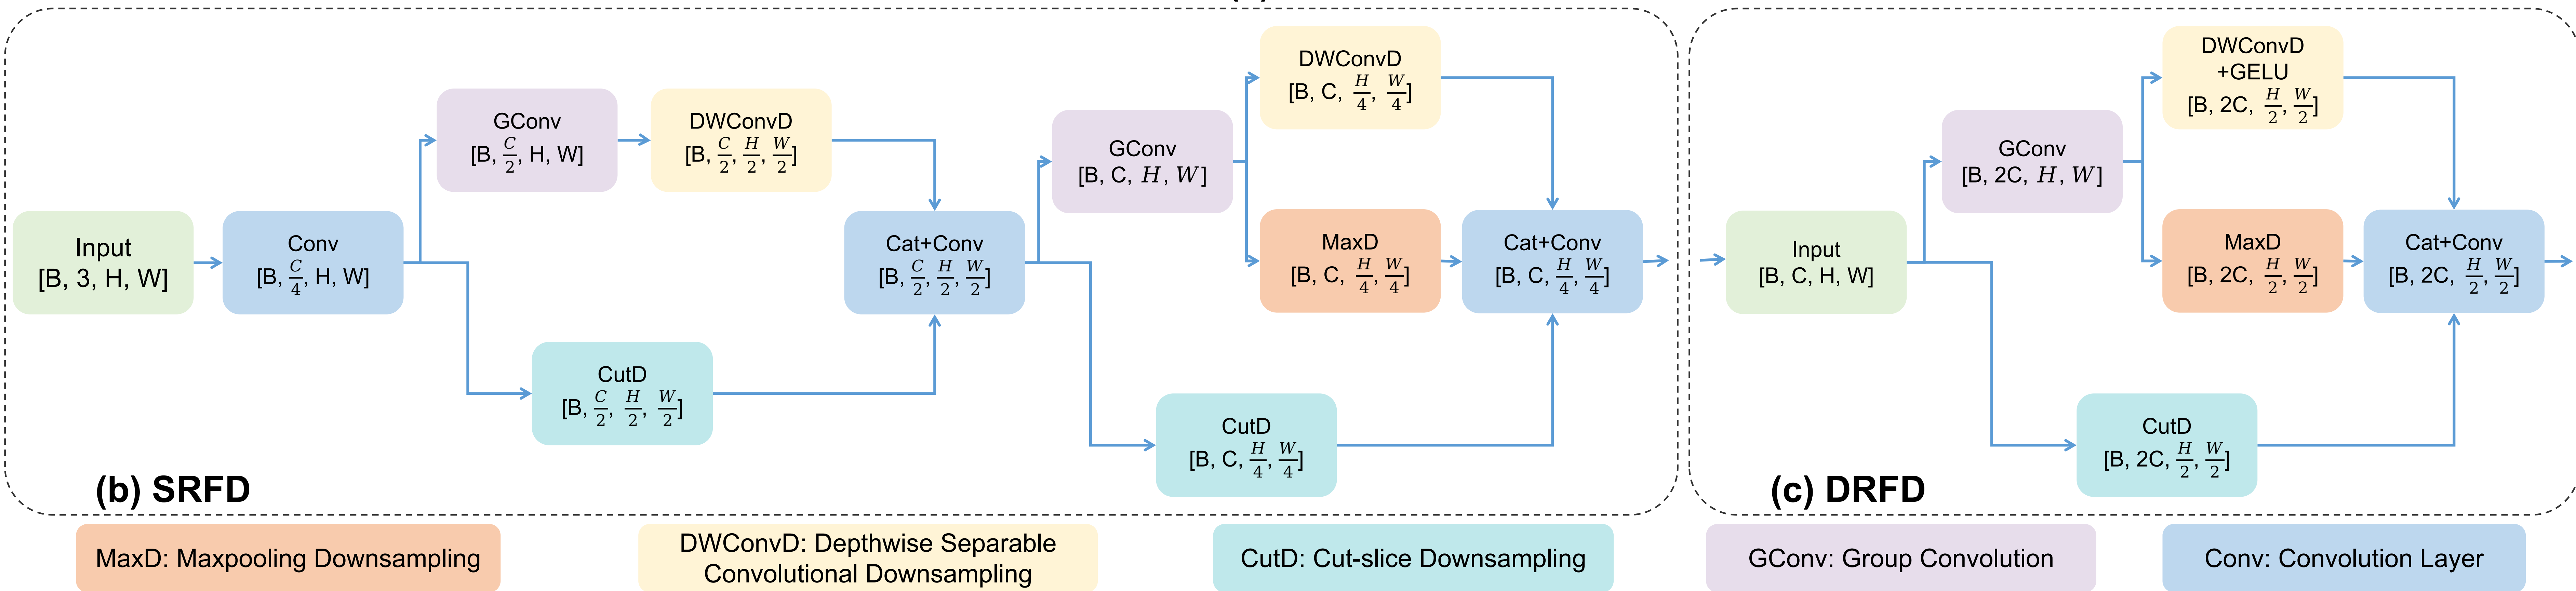 Input
[B, 3, H, W]
Conv
[B, C/4, H, W]
GConv
[B, C/2, H, W]
DWConvD
[B, C/2, H/2, W/2]
CutD
[B, C/2, H/2, W/2]
Cat+Conv
[B, C/2, H/2, W/2]
GConv
[B, C, H, W]
DWConvD
[B, C, H/4, W/4]
MaxD
[B, C, H/4, W/4]
CutD
[B, C, H/4, W/4]
Cat+Conv
[B, C, H/4, W/4]
(b) SRFD
Input
[B, C, H, W]
GConv
[B, 2C, H, W]
DWConvD
+GELU
[B, 2C, H/2, W/2]
MaxD
[B, 2C, H/2, W/2]
CutD
[B, 2C, H/2, W/2]
Cat+Conv
[B, 2C, H/2, W/2]
(c) DRFD
MaxD: Maxpooling Downsampling
DWConvD: Depthwise Separable
Convolutional Downsampling
CutD: Cut-slice Downsampling
GConv: Group Convolution
Conv: Convolution Layer